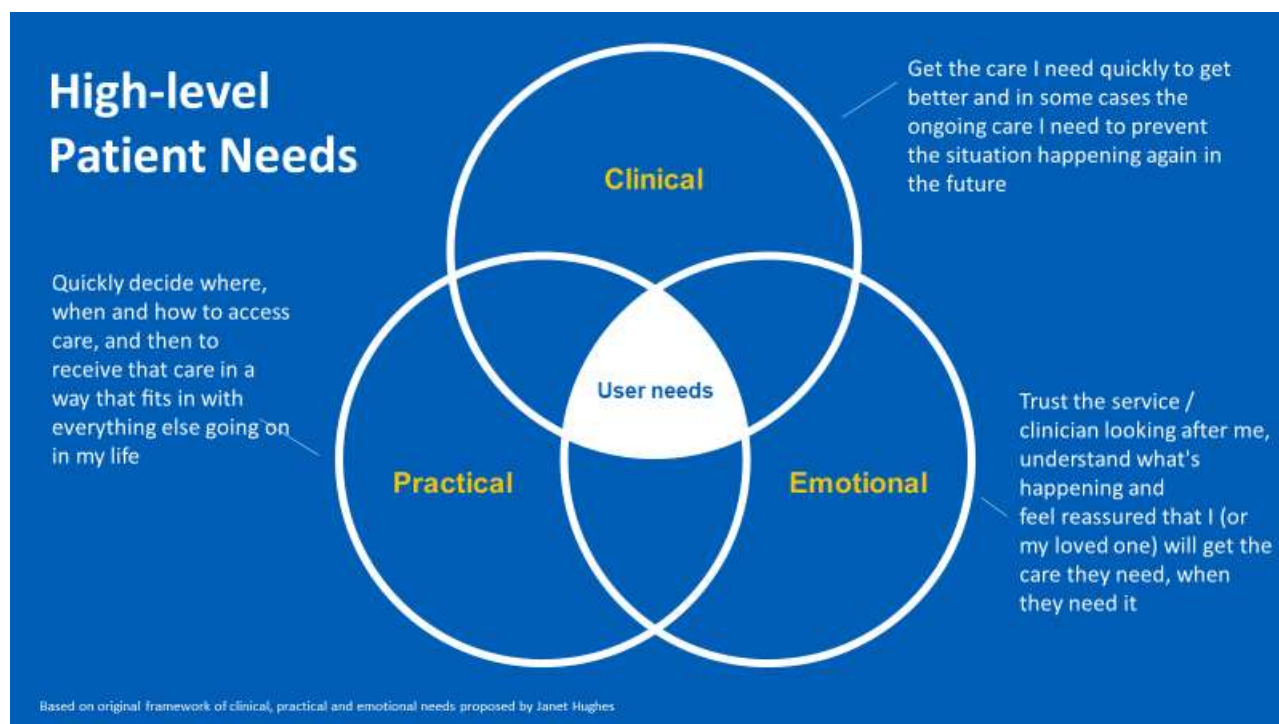 High-level
Patient Needs
Get the care I need quickly to get
better and in some cases the
ongoing care I need to prevent
the situation happening again in
the future
Clinical
Quickly decide where,
when and how to access
care, and then to
receive that care in a
way that fits in with
everything else going on
in my life
User needs
Practical
Emotional
Trust the service /
clinician looking after me,
understand what's
happening and
feel reassured that I (or
my loved one) will get the
care they need, when
they need it
Based on original framework of clinical, practical and emotional needs proposed by Janet Hughes